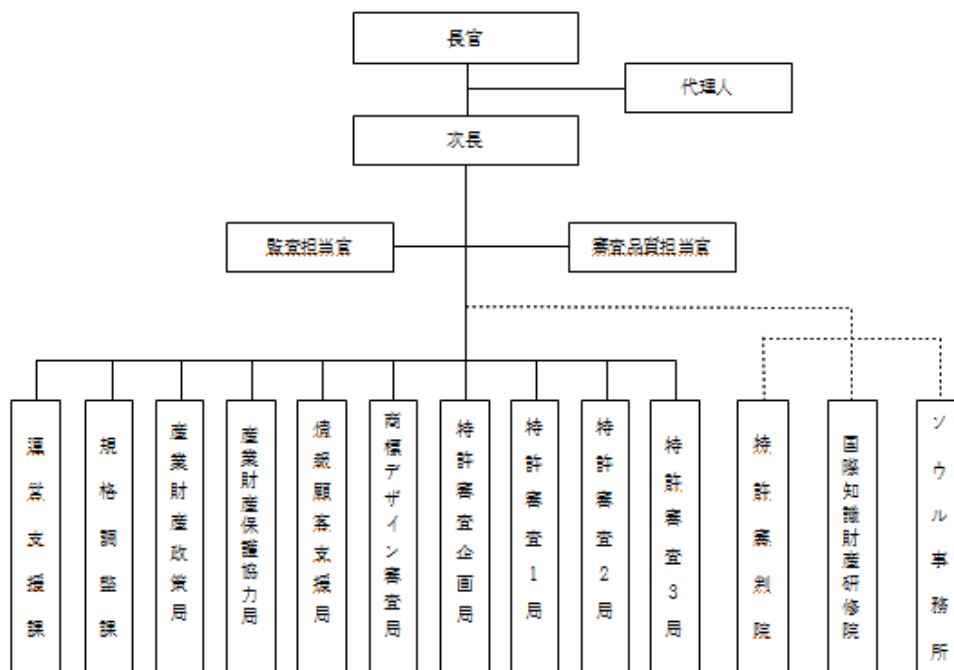 長官
代理人
次長
監査担当官
審査品質担当官
運営支援課
規格調整課
産業財産政策局
産業財産保護協力局
情報顧客支援局
商標デザイン審査局
特許審査企画局
特許審査1局
特許審査2局
特許審査3局
特許審判院
国際知識財産研修院
ソウル事務所